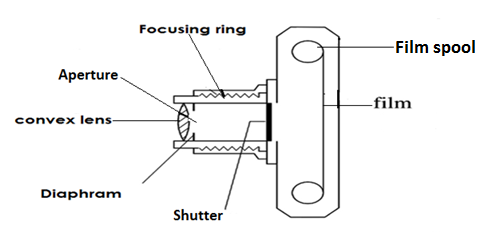 Focusing ring
Film spool
Aperture
film
convex lens
Diaphram
Shutter